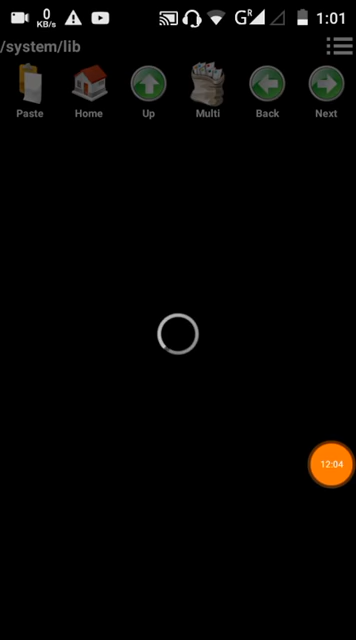 0
KB/s
G R
1:01
/system/lib
Paste
Home
Up
Multi
Back
Next
12:04